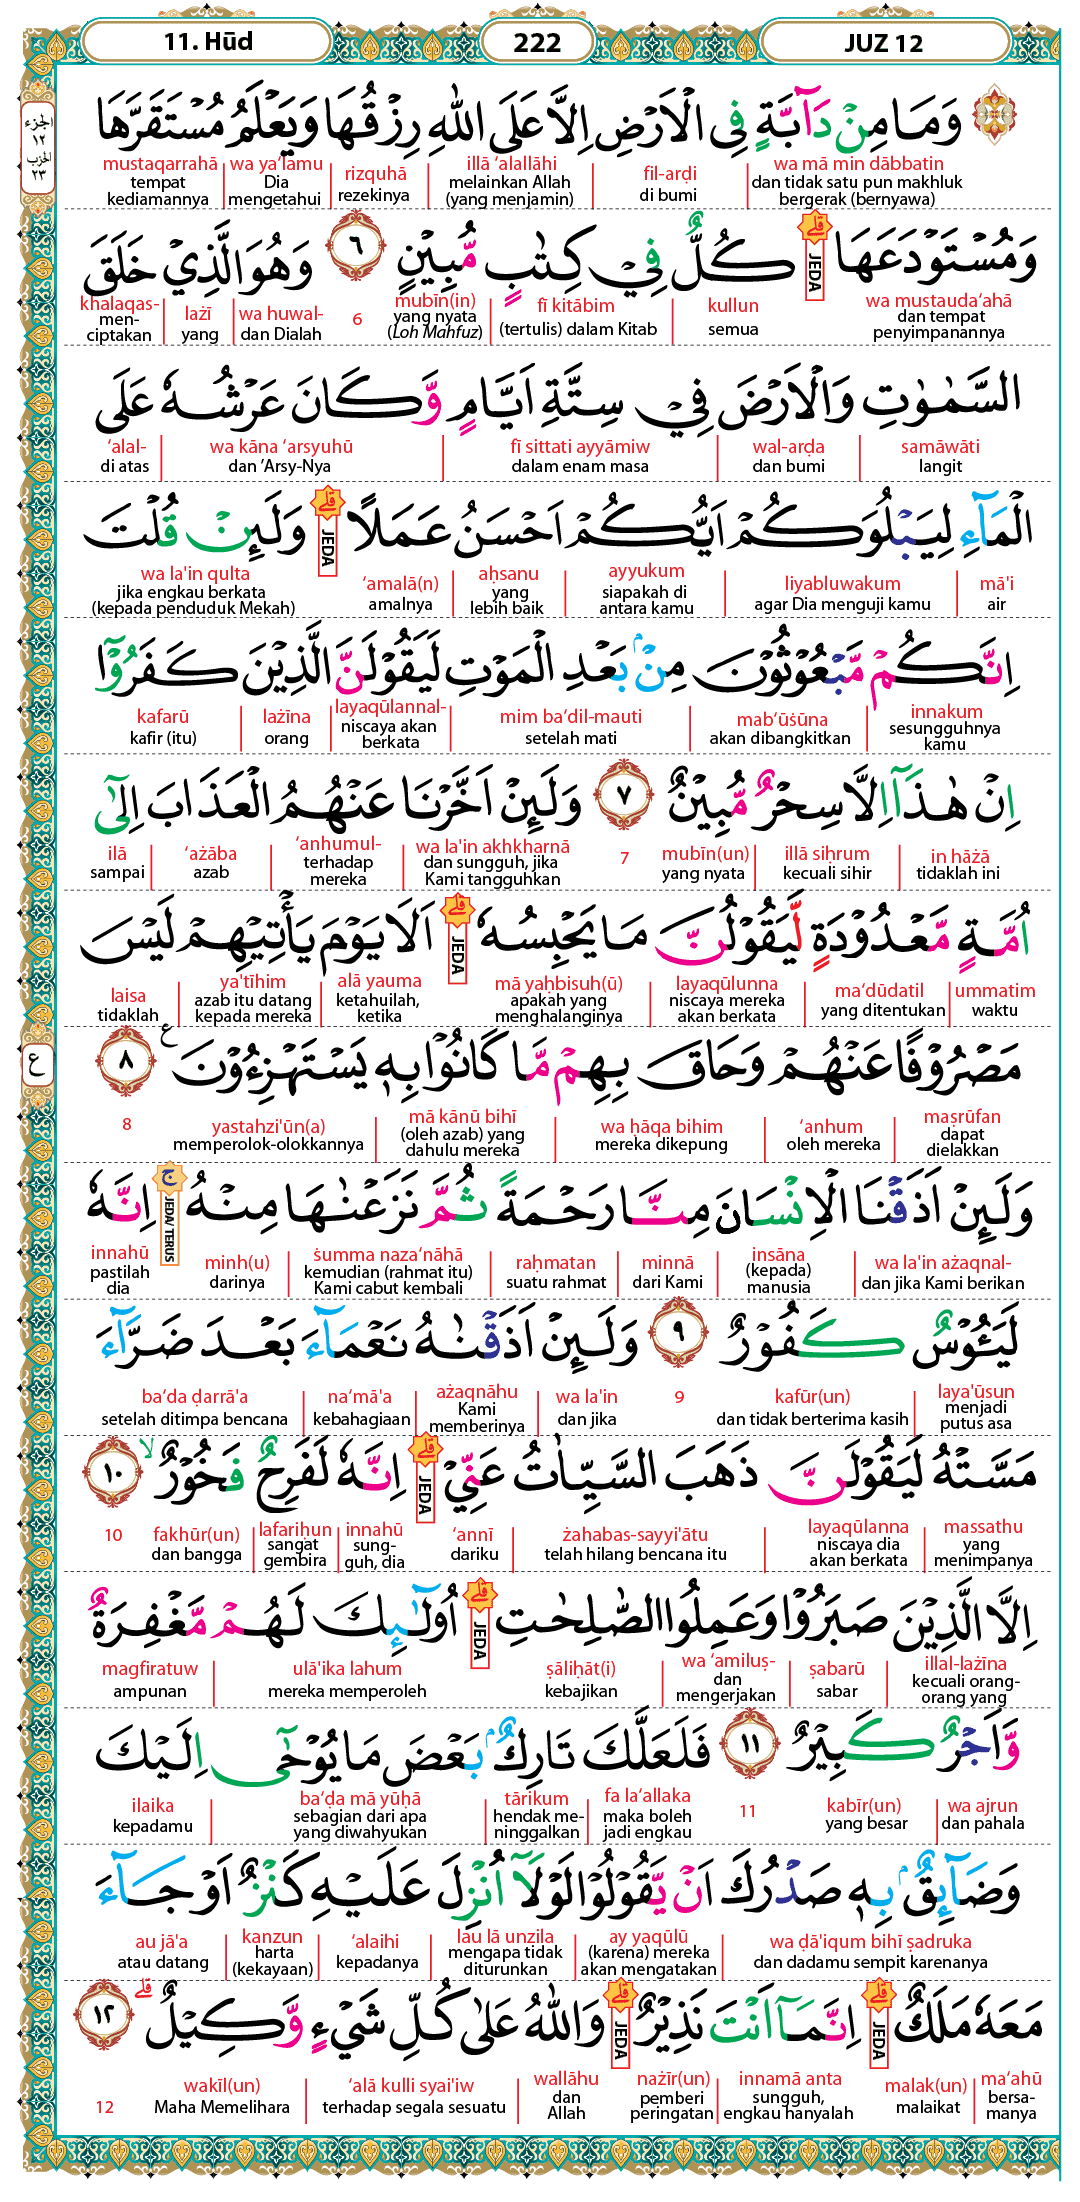 11. Hūd
222
JUZ 12
الجزء ١٢
الحزب ٢٣
وَمَا مِنْ دَاۤبَّةٍ فِى الْاَرْضِ اِلَّا عَلَى اللّٰهِ رِزْقُهَا وَيَعْلَمُ مُسْتَقَرَّهَا
wa mā min dābbatin fil-arḍi illā ‘alallāhi rizquhā wa ya‘lamu mustaqarrahā
dan tidak satu pun makhluk bergerak (bernyawa) di bumi melainkan Allah (yang menjamin) rezekinya Dia mengetahui tempat kediamannya
وَمُسْتَوْدَعَهَا ۗ كُلٌّ فِيْ كِتٰبٍ مُّبِيْنٍ ٦ وَهُوَ الَّذِيْ خَلَقَ
JEDA
wa mustauda‘ahā kullun fī kitābim mubīn(in) 6 wa huwal- lażī khalaqas-
dan tempat penyimpanannya semua (tertulis) dalam Kitab yang nyata (Loh Mahfuz) dan Dialah yang men-ciptakan
السَّمٰوٰتِ وَالْاَرْضَ فِيْ سِتَّةِ اَيَّامٍ وَّكَانَ عَرْشُهٗ عَلَى
samāwāti wal-arḍa fī sittati ayyāmiw wa kāna ‘arsyuhū ‘alal-
langit dan bumi dalam enam masa dan ’Arsy-Nya di atas
الْمَاۤءِ لِيَبْلُوَكُمْ اَيُّكُمْ اَحْسَنُ عَمَلًا ۗ وَلَىِٕنْ قُلْتَ
JEDA
mā'i liyabluwakum ayyukum aḥsanu ‘amalā(n) wa la'in qulta
air agar Dia menguji kamu siapakah di antara kamu yang lebih baik amalnya jika engkau berkata (kepada penduduk Mekah)
اِنَّكُمْ مَّبْعُوْثُوْنَ مِنْۢ بَعْدِ الْمَوْتِ لَيَقُوْلَنَّ الَّذِيْنَ كَفَرُوْٓا
innakum mab‘ūṡūna mim ba‘dil-mauti layaqūlannal- lażīna kafarū
sesungguhnya kamu akan dibangkitkan setelah mati niscaya akan berkata orang kafir (itu)
اِنْ هٰذَآ اِلَّا سِحْرٌ مُّبِيْنٌ ٧ وَلَىِٕنْ اَخَّرْنَا عَنْهُمُ الْعَذَابَ اِلٰٓى
in hāżā illā siḥrum mubīn(un) 7 wa la'in akhkharnā ‘anhumul- ‘ażāba ilā
tidaklah ini kecuali sihir yang nyata dan sungguh, jika Kami tangguhkan terhadap mereka azab sampai
اُمَّةٍ مَّعْدُوْدَةٍ لَّيَقُوْلُنَّ مَا يَحْبِسُهٗ ۗ اَلَا يَوْمَ يَأْتِيْهِمْ لَيْسَ
JEDA
ummatim ma‘dūdatil layaqūlunna mā yaḥbisuh(ū) alā yauma ya'tīhim laisa
waktu yang ditentukan niscaya mereka akan berkata apakah yang menghalanginya ketahuilah, ketika azab itu datang kepada mereka tidaklah
مَصْرُوْفًا عَنْهُمْ وَحَاقَ بِهِمْ مَّا كَانُوْا بِهٖ يَسْتَهْزِءُوْنَ ࣖ ٨
ع
maṣrūfan ‘anhum wa ḥāqa bihim mā kānū bihī yastahzi'ūn(a) 8
dapat dielakkan oleh mereka mereka dikepung (oleh azab) yang dahulu mereka memperolok-olokkannya
وَلَىِٕنْ اَذَقْنَا الْاِنْسَانَ مِنَّا رَحْمَةً ثُمَّ نَزَعْنٰهَا مِنْهُ ۚ اِنَّهٗ
JEDA/ TERUS
wa la'in ażaqnal- insāna minnā raḥmatan ṡumma naza‘nāhā minh(u) innahū
dan jika Kami berikan (kepada) manusia dari Kami suatu rahmat kemudian (rahmat itu) Kami cabut kembali darinya pastilah dia
لَيَـُٔوْسٌ كَفُوْرٌ ٩ وَلَىِٕنْ اَذَقْنٰهُ نَعْمَاۤءَ بَعْدَ ضَرَّاۤءَ
laya'ūsun kafūr(un) 9 wa la'in ażaqnāhu na‘mā'a ba‘da ḍarrā'a
menjadi putus asa dan tidak berterima kasih dan jika Kami memberinya kebahagiaan setelah ditimpa bencana
مَسَّتْهُ لَيَقُوْلَنَّ ذَهَبَ السَّيِّاٰتُ عَنِّيْ ۗ اِنَّهٗ لَفَرِحٌ فَخُوْرٌ ۙ ١٠
JEDA
massathu layaqūlanna żahabas-sayyi'ātu ‘annī innahū lafariḥun fakhūr(un) 10
yang menimpanya niscaya dia akan berkata telah hilang bencana itu dariku sung-guh, dia sangat gembira dan bangga
اِلَّا الَّذِيْنَ صَبَرُوْا وَعَمِلُوا الصّٰلِحٰتِ ۗ اُولٰۤىِٕكَ لَهُمْ مَّغْفِرَةٌ
JEDA
illal-lażīna ṣabarū wa ‘amiluṣ- ṣāliḥāt(i) ulā'ika lahum magfiratuw
kecuali orang-orang yang sabar dan mengerjakan kebajikan mereka memperoleh ampunan
وَّاَجْرٌ كَبِيْرٌ ١١ فَلَعَلَّكَ تَارِكٌۢ بَعْضَ مَا يُوْحٰٓى اِلَيْكَ
wa ajrun kabīr(un) 11 fa la‘allaka tārikum ba‘ḍa mā yūḥā ilaika
dan pahala yang besar maka boleh jadi engkau hendak me-ninggalkan sebagian dari apa yang diwahyukan kepadamu
وَضَاۤىِٕقٌۢ بِهٖ صَدْرُكَ اَنْ يَّقُوْلُوْا لَوْلَآ اُنْزِلَ عَلَيْهِ كَنْزٌ اَوْ جَاۤءَ
wa ḍā'iqum bihī ṣadruka ay yaqūlū lau lā unzila ‘alaihi kanzun au jā'a
dan dadamu sempit karenanya (karena) mereka akan mengatakan mengapa tidak diturunkan kepadanya harta (kekayaan) atau datang
مَعَهٗ مَلَكٌ ۗ اِنَّمَآ اَنْتَ نَذِيْرٌ ۗ وَاللّٰهُ عَلٰى كُلِّ شَيْءٍ وَّكِيْلٌ ۗ ١٢
JEDA
JEDA
ma‘ahū malak(un) innamā anta nażīr(un) wallāhu ‘alā kulli syai'iw wakīl(un) 12
bersa-manya malaikat sungguh, engkau hanyalah pemberi peringatan dan Allah terhadap segala sesuatu Maha Memelihara